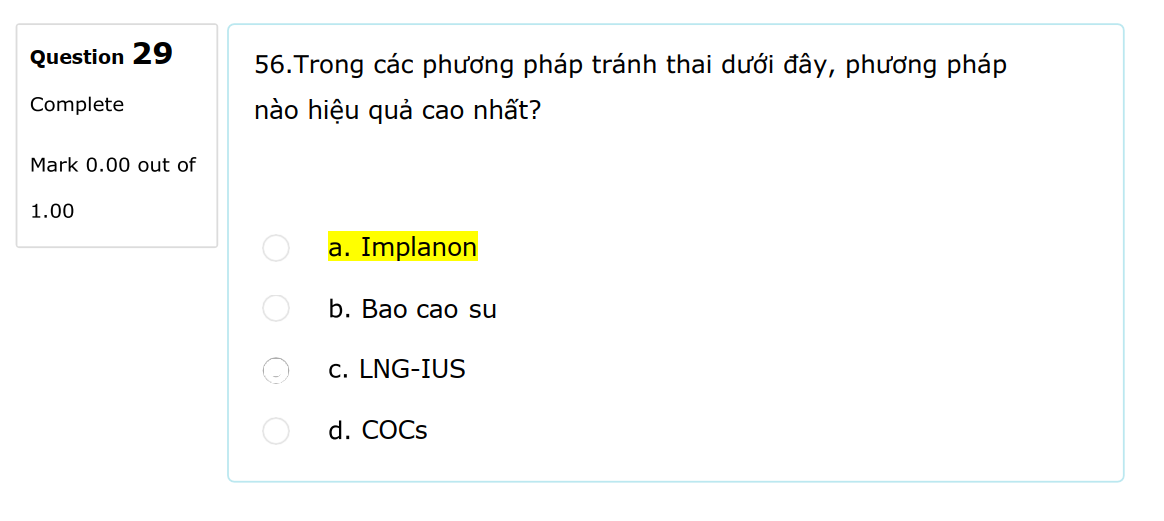 Question 29
Complete
Mark 0.00 out of
1.00
56.Trong các phương pháp tránh thai dưới đây, phương pháp
nào hiệu quả cao nhất?
a. Implanon
b. Bao cao su
c. LNG-IUS
d. COCs